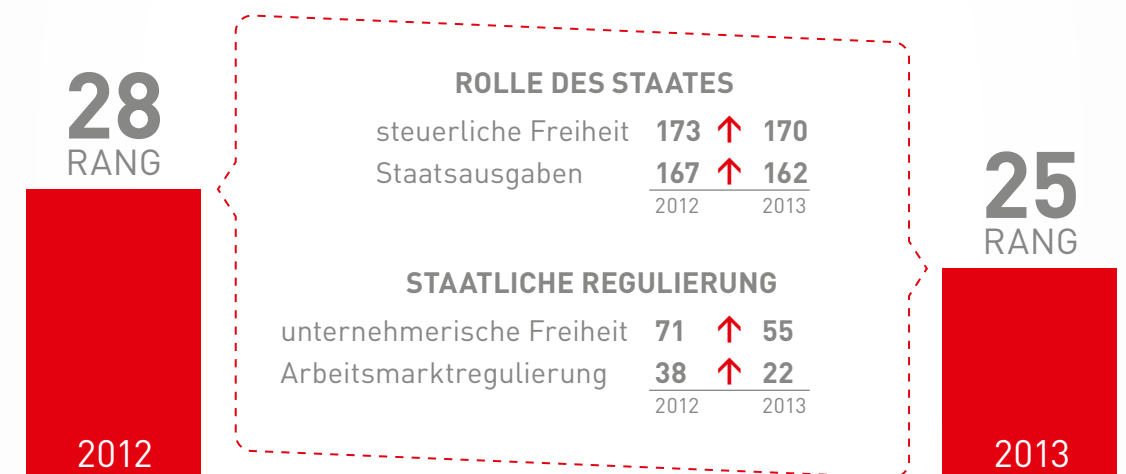 28
RANG
2012
ROLLE DES STAATES
steuerliche Freiheit 173 ↑ 170
Staatsausgaben 167 ↑ 162
2012 2013
STAATLICHE REGULIERUNG
unternehmerische Freiheit 71 ↑ 55
Arbeitsmarktregulierung 38 ↑ 22
2012 2013
25
RANG
2013